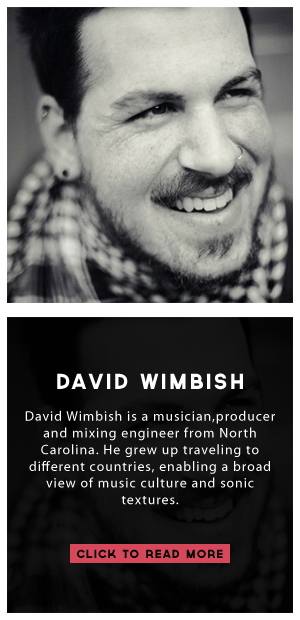 DAVID WIMBISH
David Wimbish is a musician,producer
and mixing engineer from North
Carolina. He grew up traveling to
different countries, enabling a broad
view of music culture and sonic
textures.
CLICK TO READ MORE